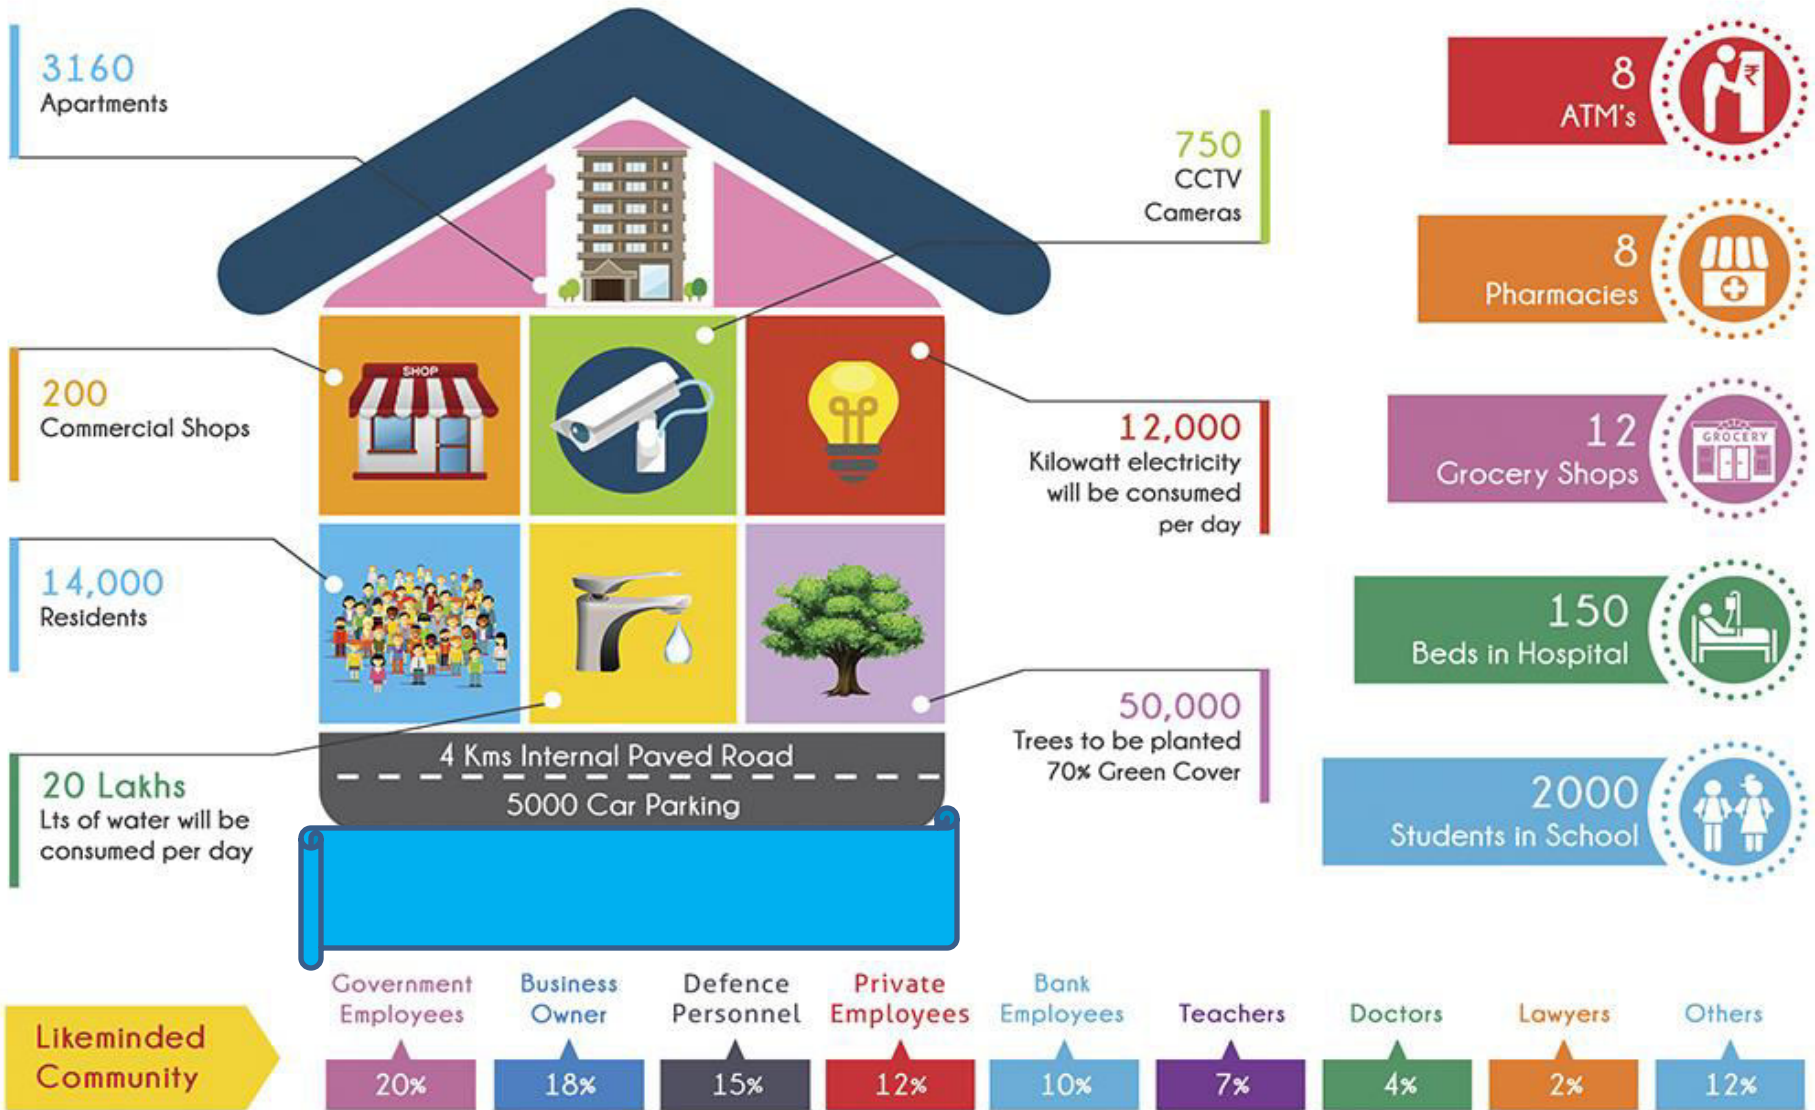 3160
Apartments
200
Commercial Shops
14,000
Residents
20 Lakhs
Lts of water will be
consumed per day
SHOP
750
CCTV
Cameras
12,000
Kilowatt electricity
will be consumed
per day
50,000
Trees to be planted
70% Green Cover
4 Kms Internal Paved Road
5000 Car Parking
8
ATM's
₹
8
Pharmacies
12
Grocery Shops
GROCERY
150
Beds in Hospital
2000
Students in School
Likeminded
Community
Government
Employees
20%
Business
Owner
18%
Defence
Personnel
15%
Private
Employees
12%
Bank
Employees
10%
Teachers
7%
Doctors
4%
Lawyers
2%
Others
12%